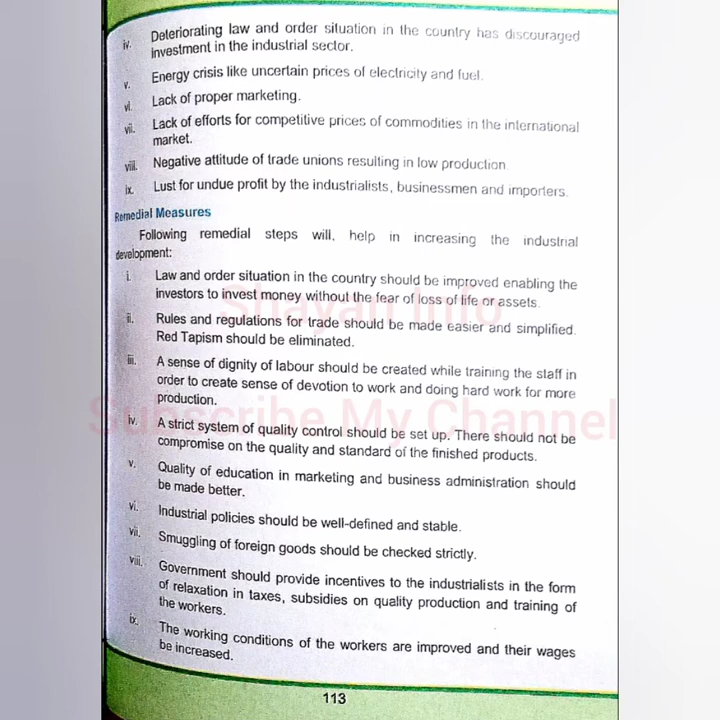 iv. Deteriorating law and order situation in the country has discouraged
investment in the industrial sector.
v. Energy crisis like uncertain prices of electricity and fuel.
vi. Lack of proper marketing.
vii. Lack of efforts for competitive prices of commodities in the international
market.
viii. Negative attitude of trade unions resulting in low production
ix. Lust for undue profit by the industrialists, businessmen and importers.
Remedial Measures
Following remedial steps will, help in increasing the industrial
development:
i. Law and order situation in the country should be improved enabling the
investors to invest money without the fear of loss of life or assets.
Shayan Info
ii. Rules and regulations for trade should be made easier and simplified.
Red Tapism should be eliminated.
iii. A sense of dignity of labour should be created while training the staff in
order to create sense of devotion to work and doing hard work for more
production.
Subscribe My Channel
iv. A strict system of quality control should be set up. There should not be
compromise on the quality and standard of the finished products.
v. Quality of education in marketing and business administration should
be made better.
vi. Industrial policies should be well-defined and stable.
vii. Smuggling of foreign goods should be checked strictly.
viii. Government should provide incentives to the industrialists in the form
of relaxation in taxes, subsidies on quality production and training of
the workers.
ix. The working conditions of the workers are improved and their wages
be increased.
113